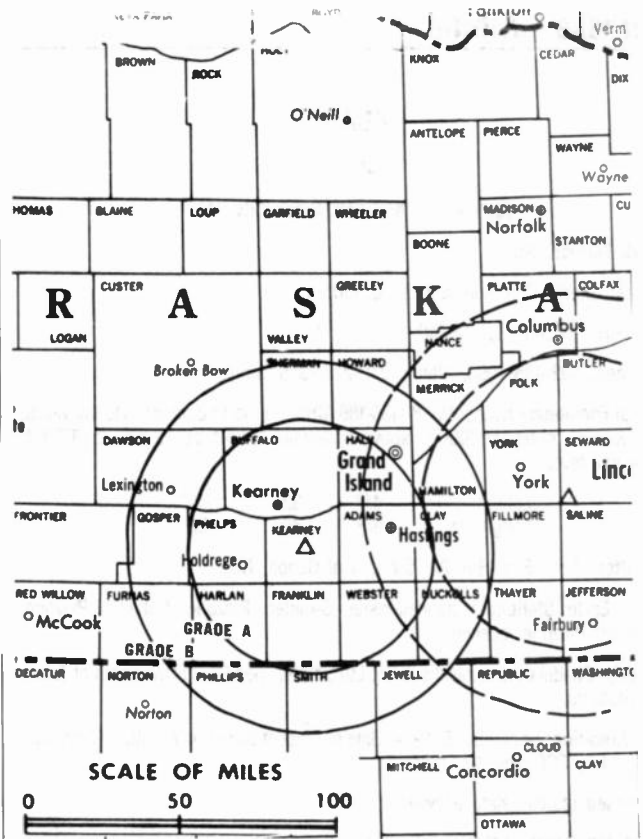 Yankton
Verm
BROWN
ROCK
HOLT
KNOX
CEDAR
DIX
O'Neill
ANTELOPE
PIERCE
WAYNE
Wayne
HOMAS
BLAINE
LOUP
GARFIELD
WHEELER
MADISON
Norfolk
CU
BOONE
STANTON
CUSTER
GREELEY
PLATTE
COLFAX
R A S K A
LOGAN
VALLEY
NANCE
Columbus
Broken Bow
SHERMAN
HOWARD
BUTLER
MERRICK
POLK
DAWSON
BUFFALO
HALL
YORK
SEWARD
Grand
Island
Linc
York
Lexington
Kearney
HAMILTON
FRONTIER
GOSPER
PHELPS
KEARNEY
ADAMS
CLAY
FILLMORE
SALINE
Hastings
Holdrege
RED WILLOW
FURNAS
HARLAN
FRANKLIN
WEBSTER
NUCKOLLS
THAYER
JEFFERSON
McCook
GRADE A
Fairbury
GRADE B
DECATUR
NORTON
PHILLIPS
SMITH
JEWELL
REPUBLIC
WASHINGTO
Norton
CLOUD
SCALE OF MILES
MITCHELL
Concordio
CLAY
0 50 100
OTTAWA